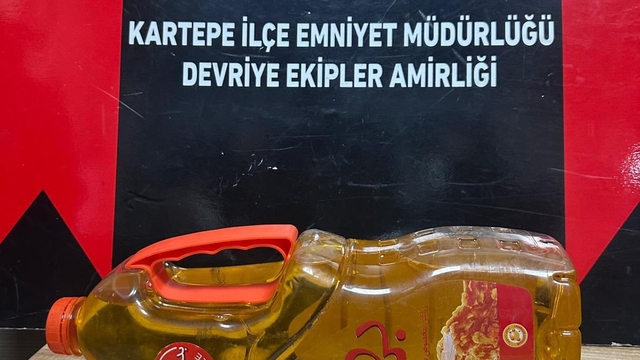 KARTEPE İLÇE EMNİYET MÜDÜRLÜĞÜ
DEVRİYE EKİPLER AMİRLİĞİ